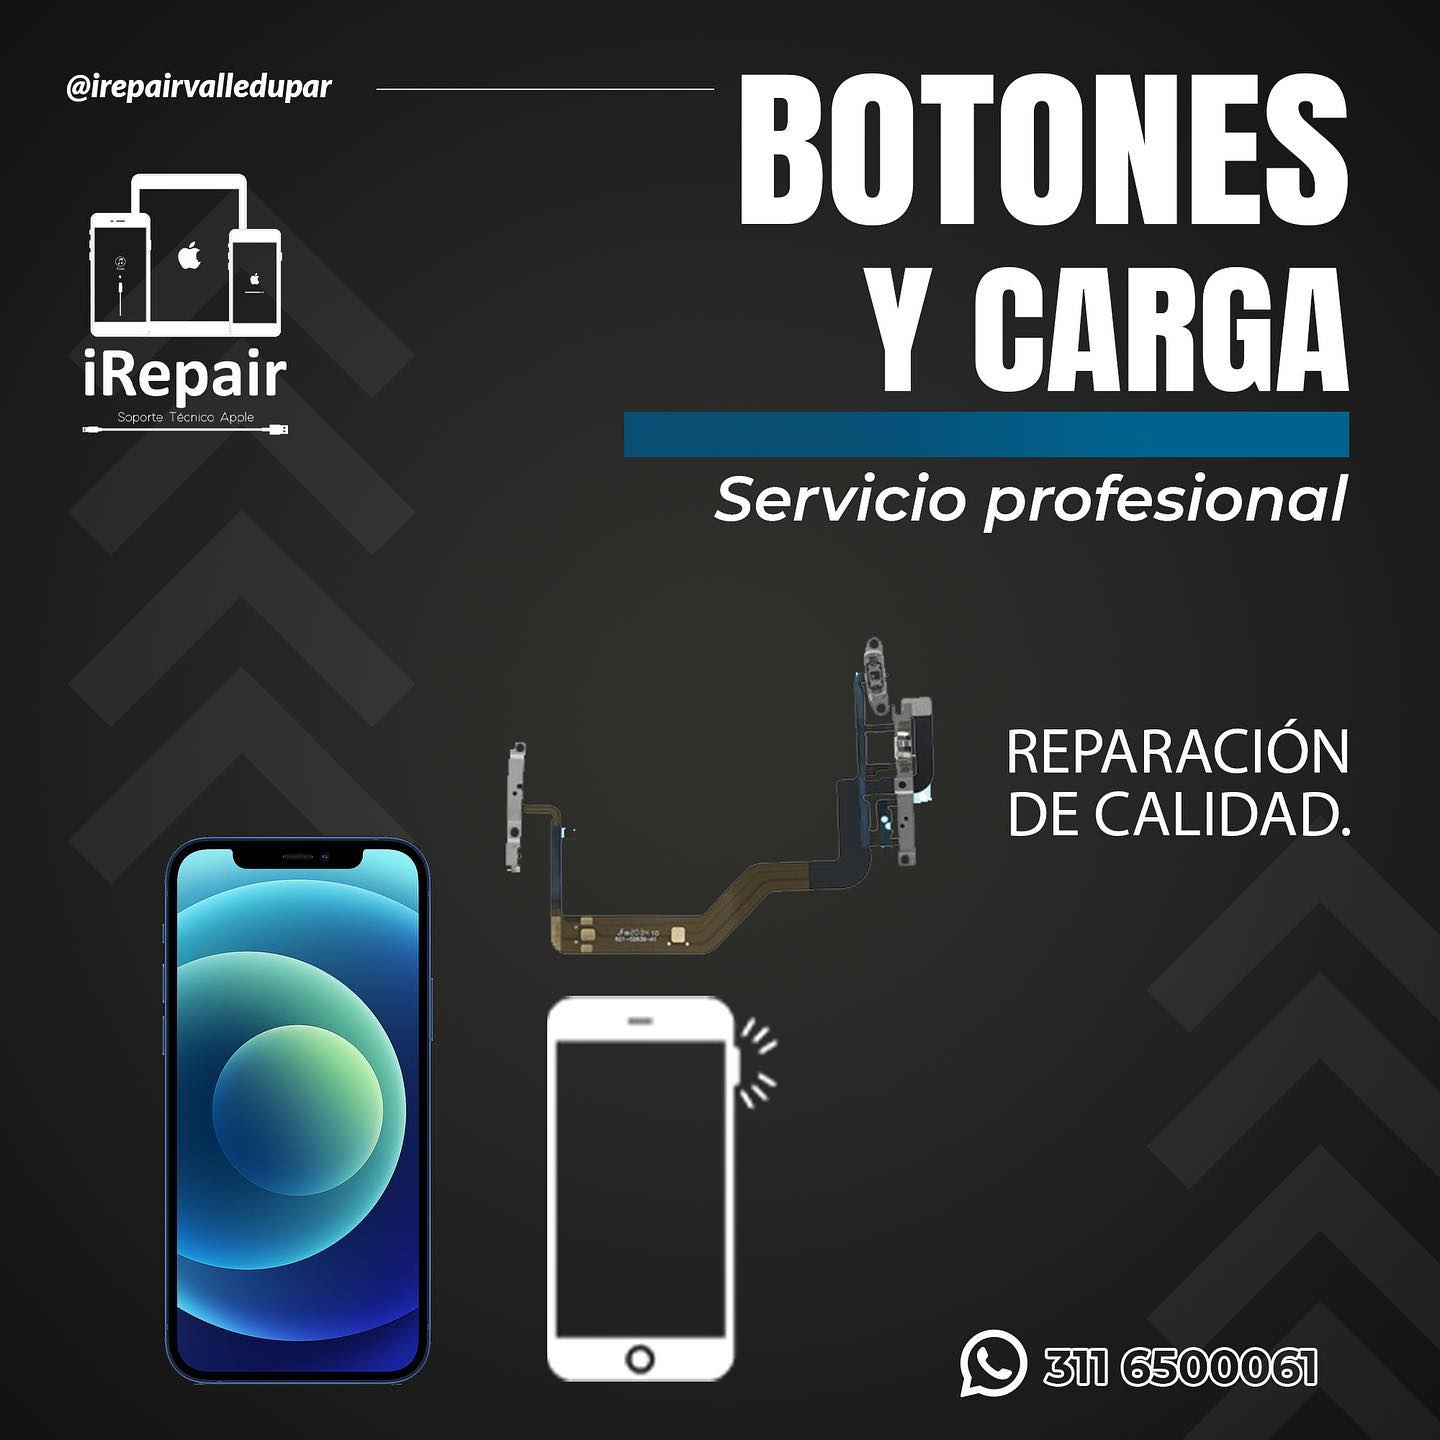 @irepairvalledupar
BOTONES
Y CARGA
iRepair
Soporte Técnico Apple
Servicio profesional
REPARACIÓN
DE CALIDAD.
311 6500061